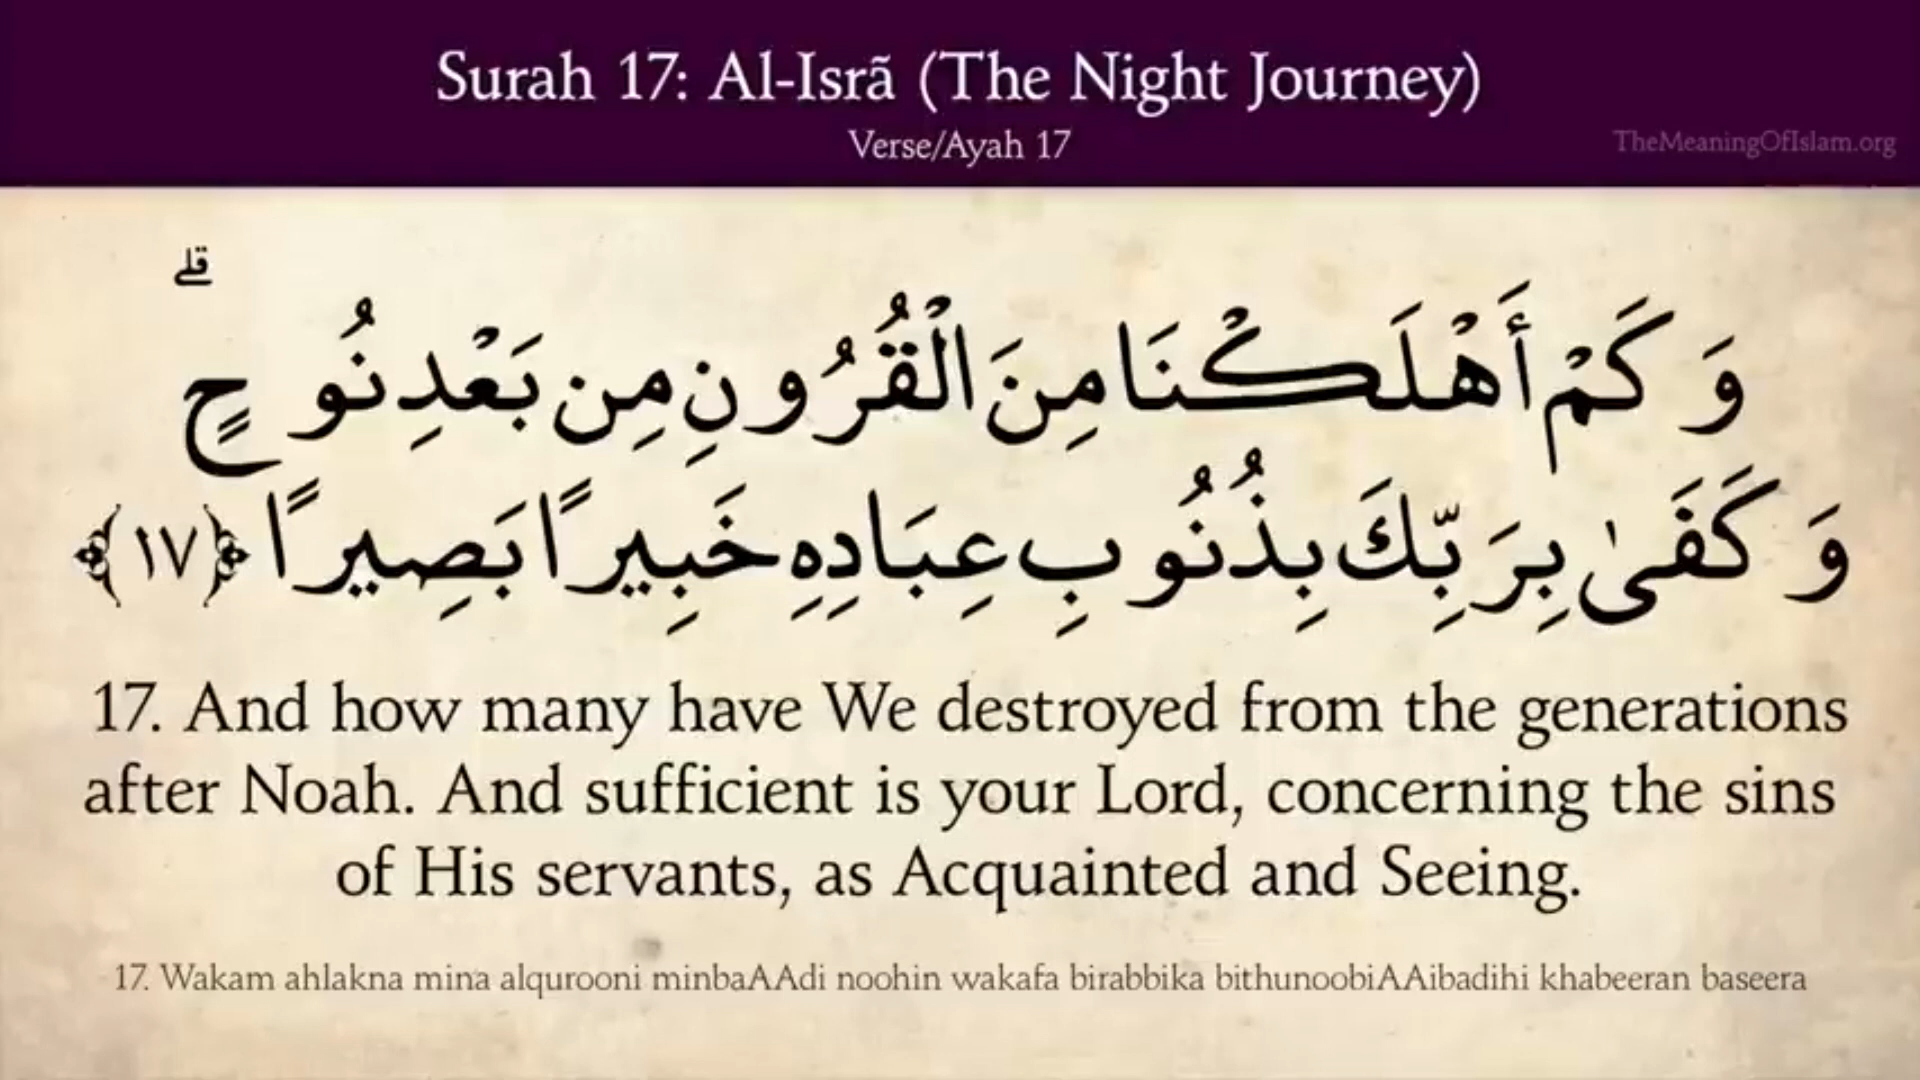 Surah 17: Al-Isrã (The Night Journey)
Verse/Ayah 17
TheMeaningOfIslam.org
وَكَمْ أَهْلَكْنَا مِنَ الْقُرُونِ مِن بَعْدِ نُوحٍ ۗ
وَكَفَىٰ بِرَبِّكَ بِذُنُوبِ عِبَادِهِ خَبِيرًا بَصِيرًا ﴿١٧﴾
17. And how many have We destroyed from the generations
after Noah. And sufficient is your Lord, concerning the sins
of His servants, as Acquainted and Seeing.
17. Wakam ahlakna mina alqurooni minbaAAdi noohin wakafa birabbika bithunoobiAAibadihi khabeeran baseera